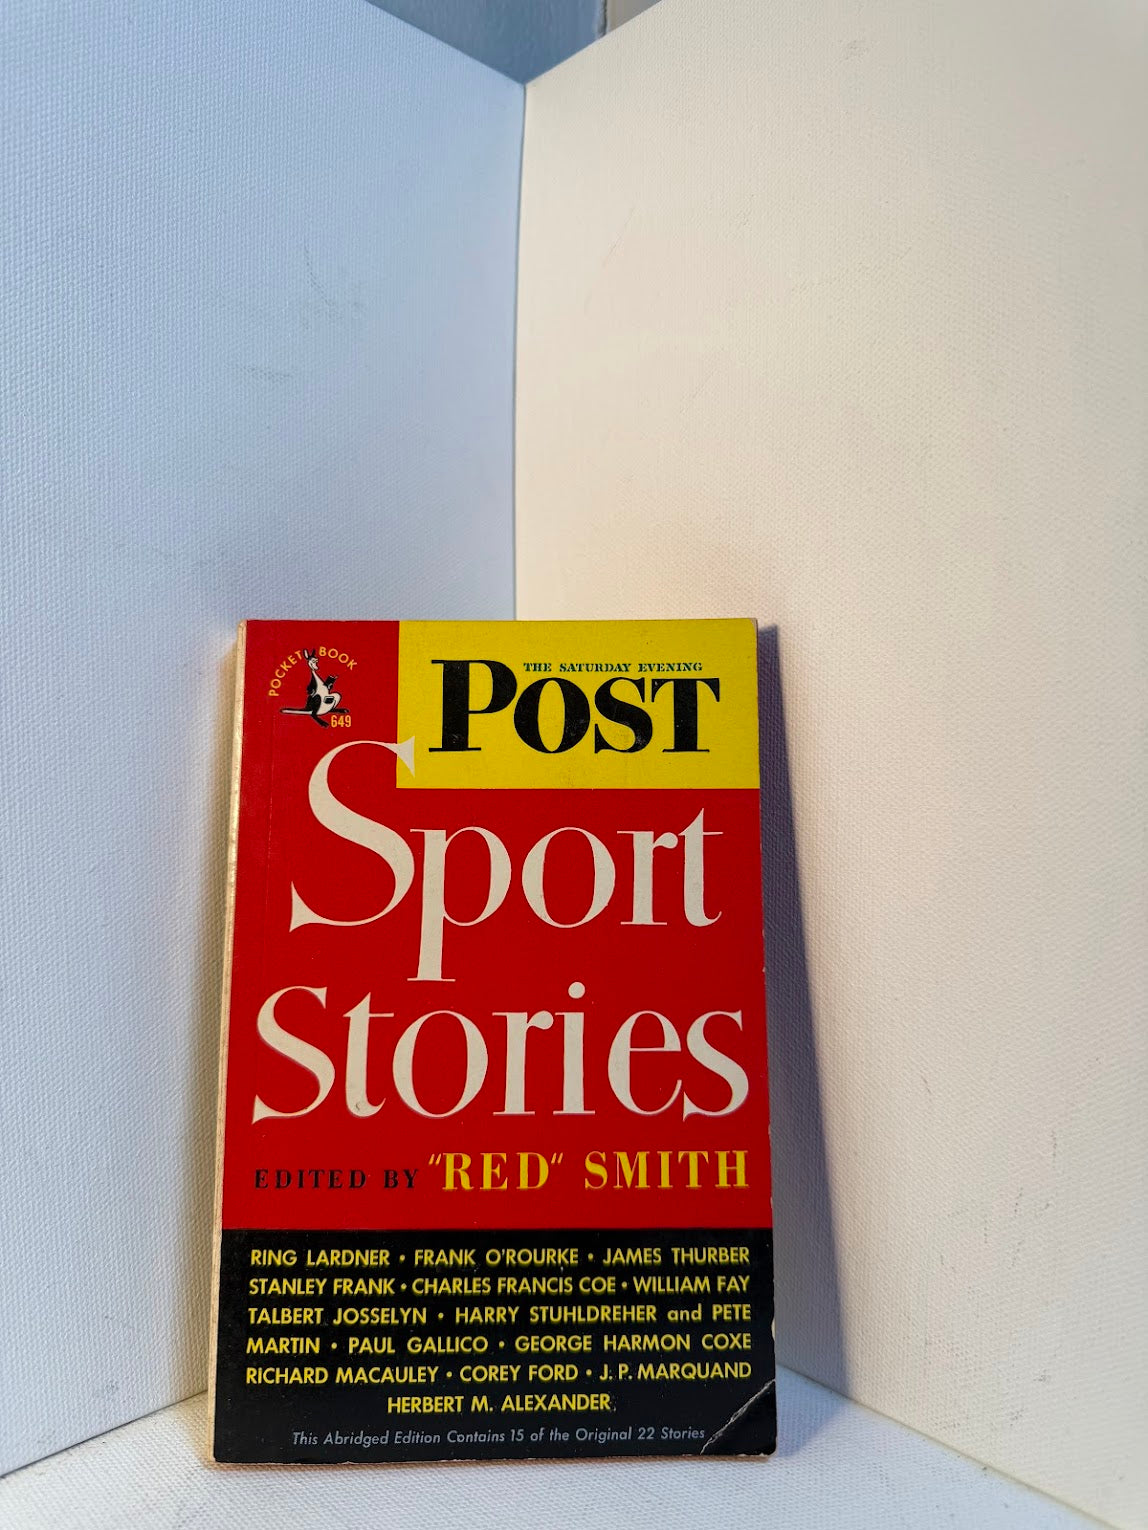 POCKET BOOK
649
THE SATURDAY EVENING
POST
Sport
Stories
EDITED BY "RED" SMITH
RING LARDNER • FRANK O'ROURKE • JAMES THURBER
STANLEY FRANK • CHARLES FRANCIS COE • WILLIAM FAY
TALBERT JOSSELYN • HARRY STUHLDREHER and PETE
MARTIN • PAUL GALLICO • GEORGE HARMON COXE
RICHARD MACAULEY • COREY FORD • J. P. MARQUAND
HERBERT M. ALEXANDER
This Abridged Edition Contains 15 of the Original 22 Stories